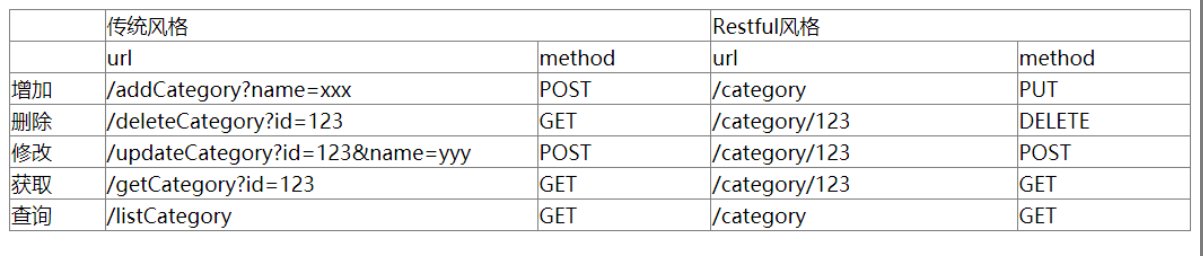 传统风格 Restful风格
url method url method
增加 /addCategory?name=xxx POST /category PUT
删除 /deleteCategory?id=123 GET /category/123 DELETE
修改 /updateCategory?id=123&name=yyy POST /category/123 POST
获取 /getCategory?id=123 GET /category/123 GET
查询 /listCategory GET /category GET